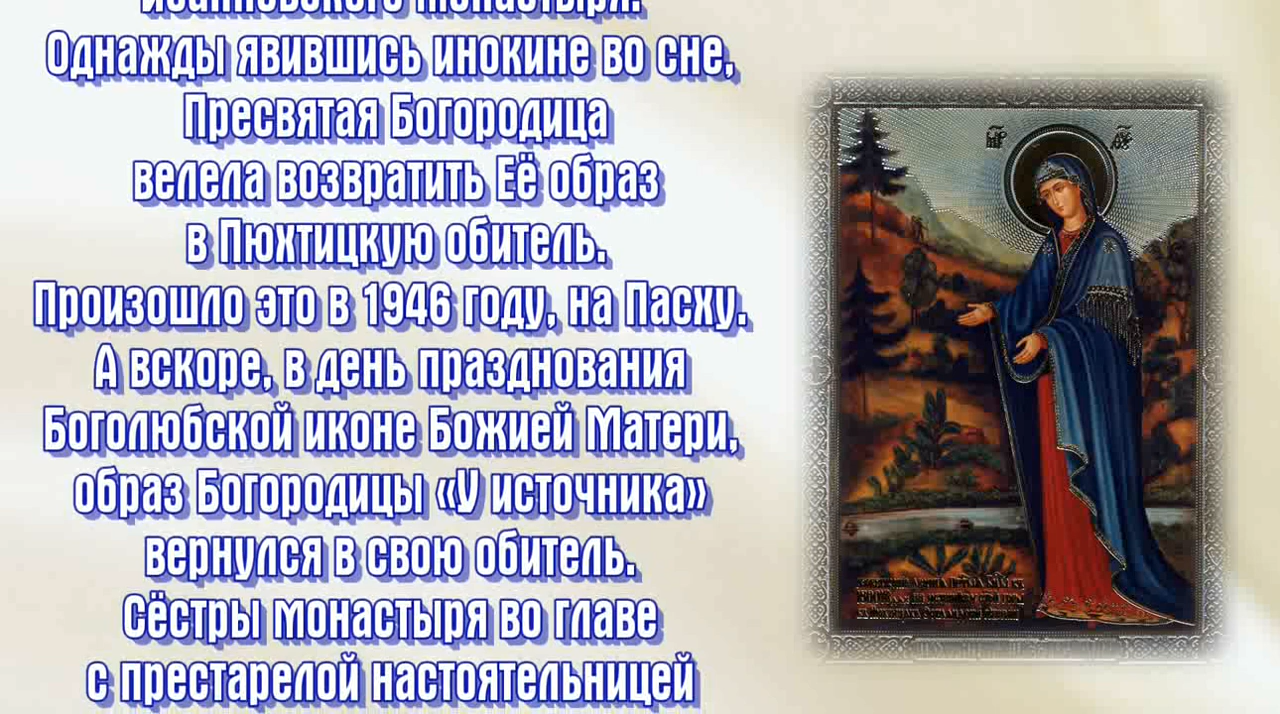 монастыря.
Однажды явившись инокине во сне,
Пресвятая Богородица
велела возвратить Её образ
в Пюхтицкую обитель.
Произошло это в 1946 году, на Пасху.
А вскоре, в день празднования
Боголюбской иконе Божией Матери,
образ Богородицы «У источника»
вернулся в свою обитель.
Сёстры монастыря во главе
с престарелой настоятельницей